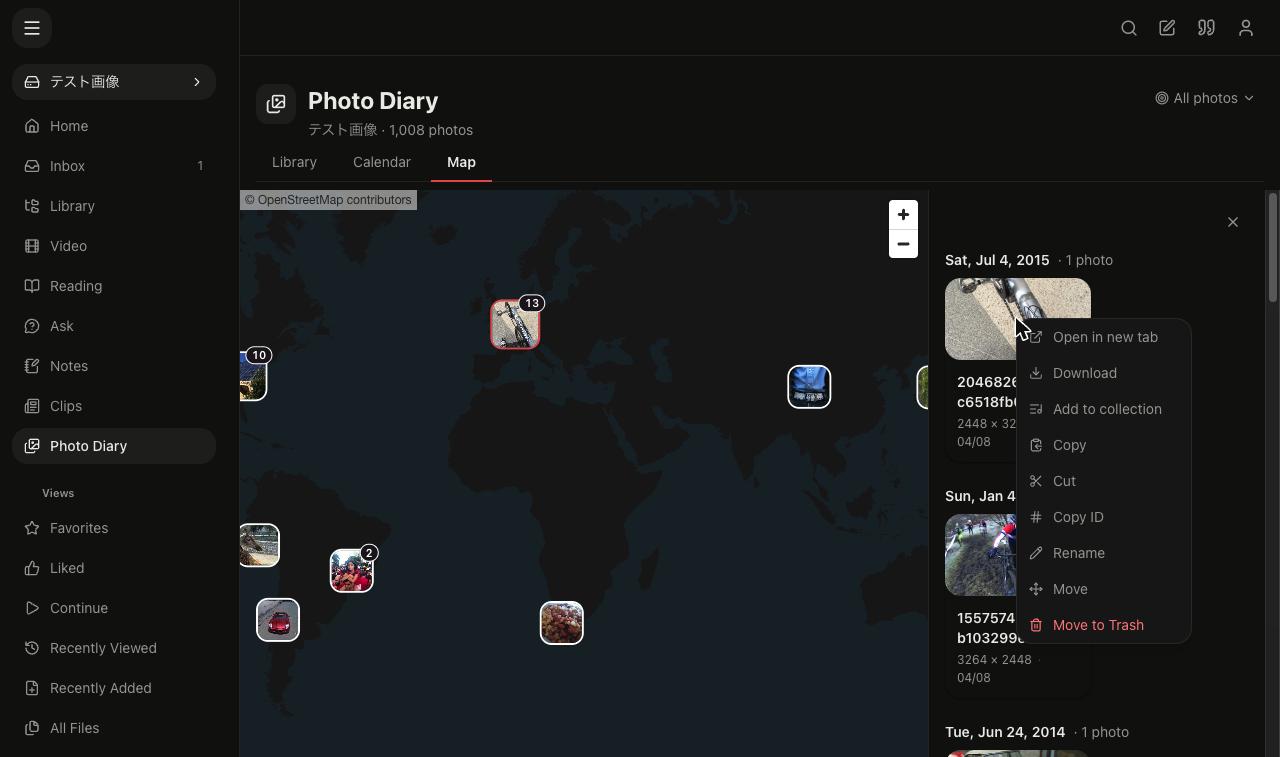 テスト画像
Home
Inbox 1
Library
Video
Reading
Ask
Notes
Clips
Photo Diary
Views
Favorites
Liked
Continue
Recently Viewed
Recently Added
All Files
Photo Diary
テスト画像 · 1,008 photos
All photos
Library Calendar Map
© OpenStreetMap contributors
+
−
13
10
2
Sat, Jul 4, 2015 · 1 photo
2046826
2448 × 32
04/08
Sun, Jan 4
1557574
b103299
3264 × 2448 ·
04/08
Tue, Jun 24, 2014 · 1 photo
Open in new tab
Download
Add to collection
Copy
Cut
Copy ID
Rename
Move
Move to Trash